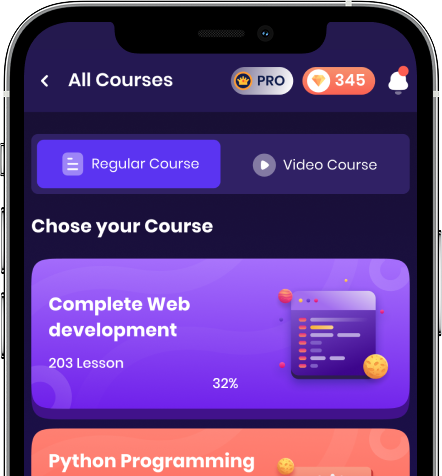 All Courses
PRO
345
Regular Course
Video Course
Chose your Course
Complete Web
development
203 Lesson
32%
Python Programming